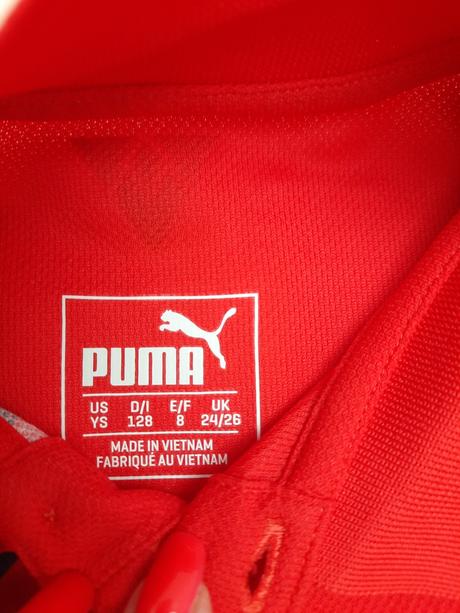 PUMA
US D/I E/F UK
YS 128 8 24/26
MADE IN VIETNAM
FABRIQUÉ AU VIETNAM